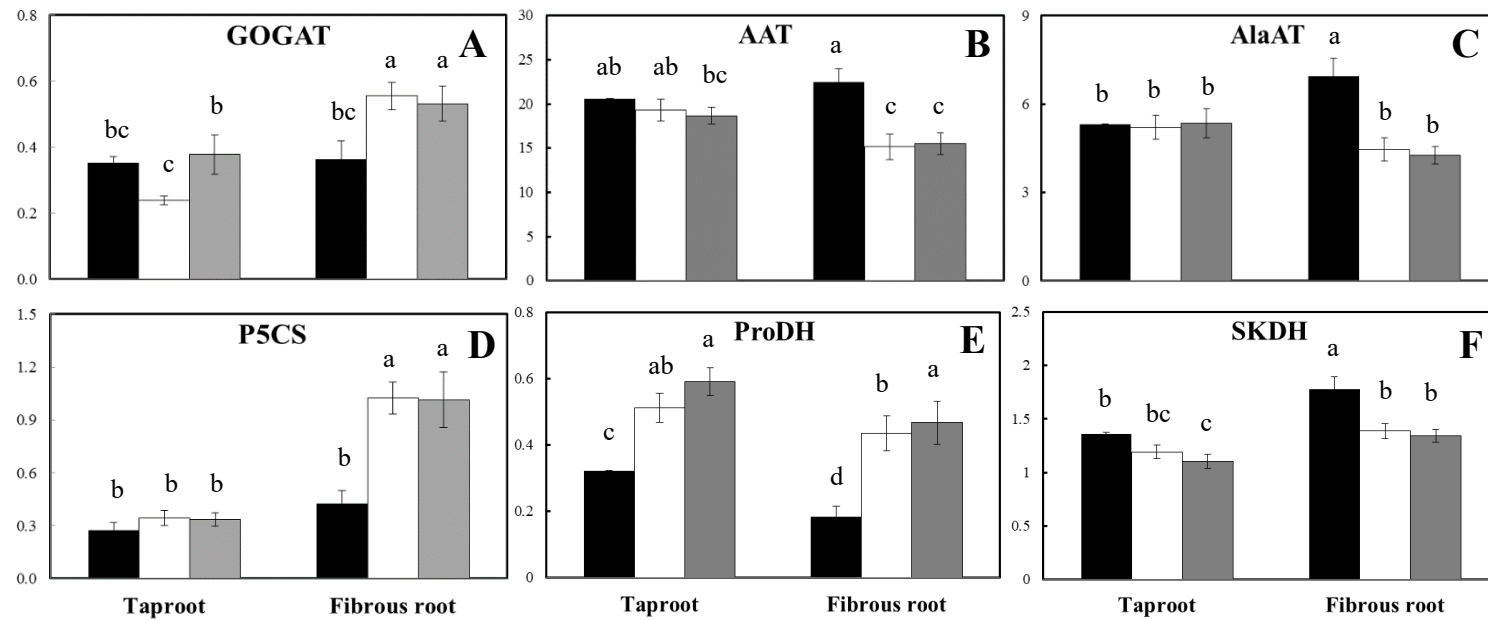 GOGAT A
0.8
0.6
0.4
0.2
0.0
bc c b bc a a
AAT B
30
25
20
15
10
5
0
ab ab bc a c c
AlaAT C
9
6
3
0
b b b a b b
P5CS D
1.5
1.2
0.9
0.6
0.3
0.0
b b b b a a
Taproot Fibrous root
ProDH E
0.8
0.6
0.4
0.2
0
c ab a d b a
Taproot Fibrous root
SKDH F
2.5
2
1.5
1
0.5
0
b bc c a b b
Taproot Fibrous root